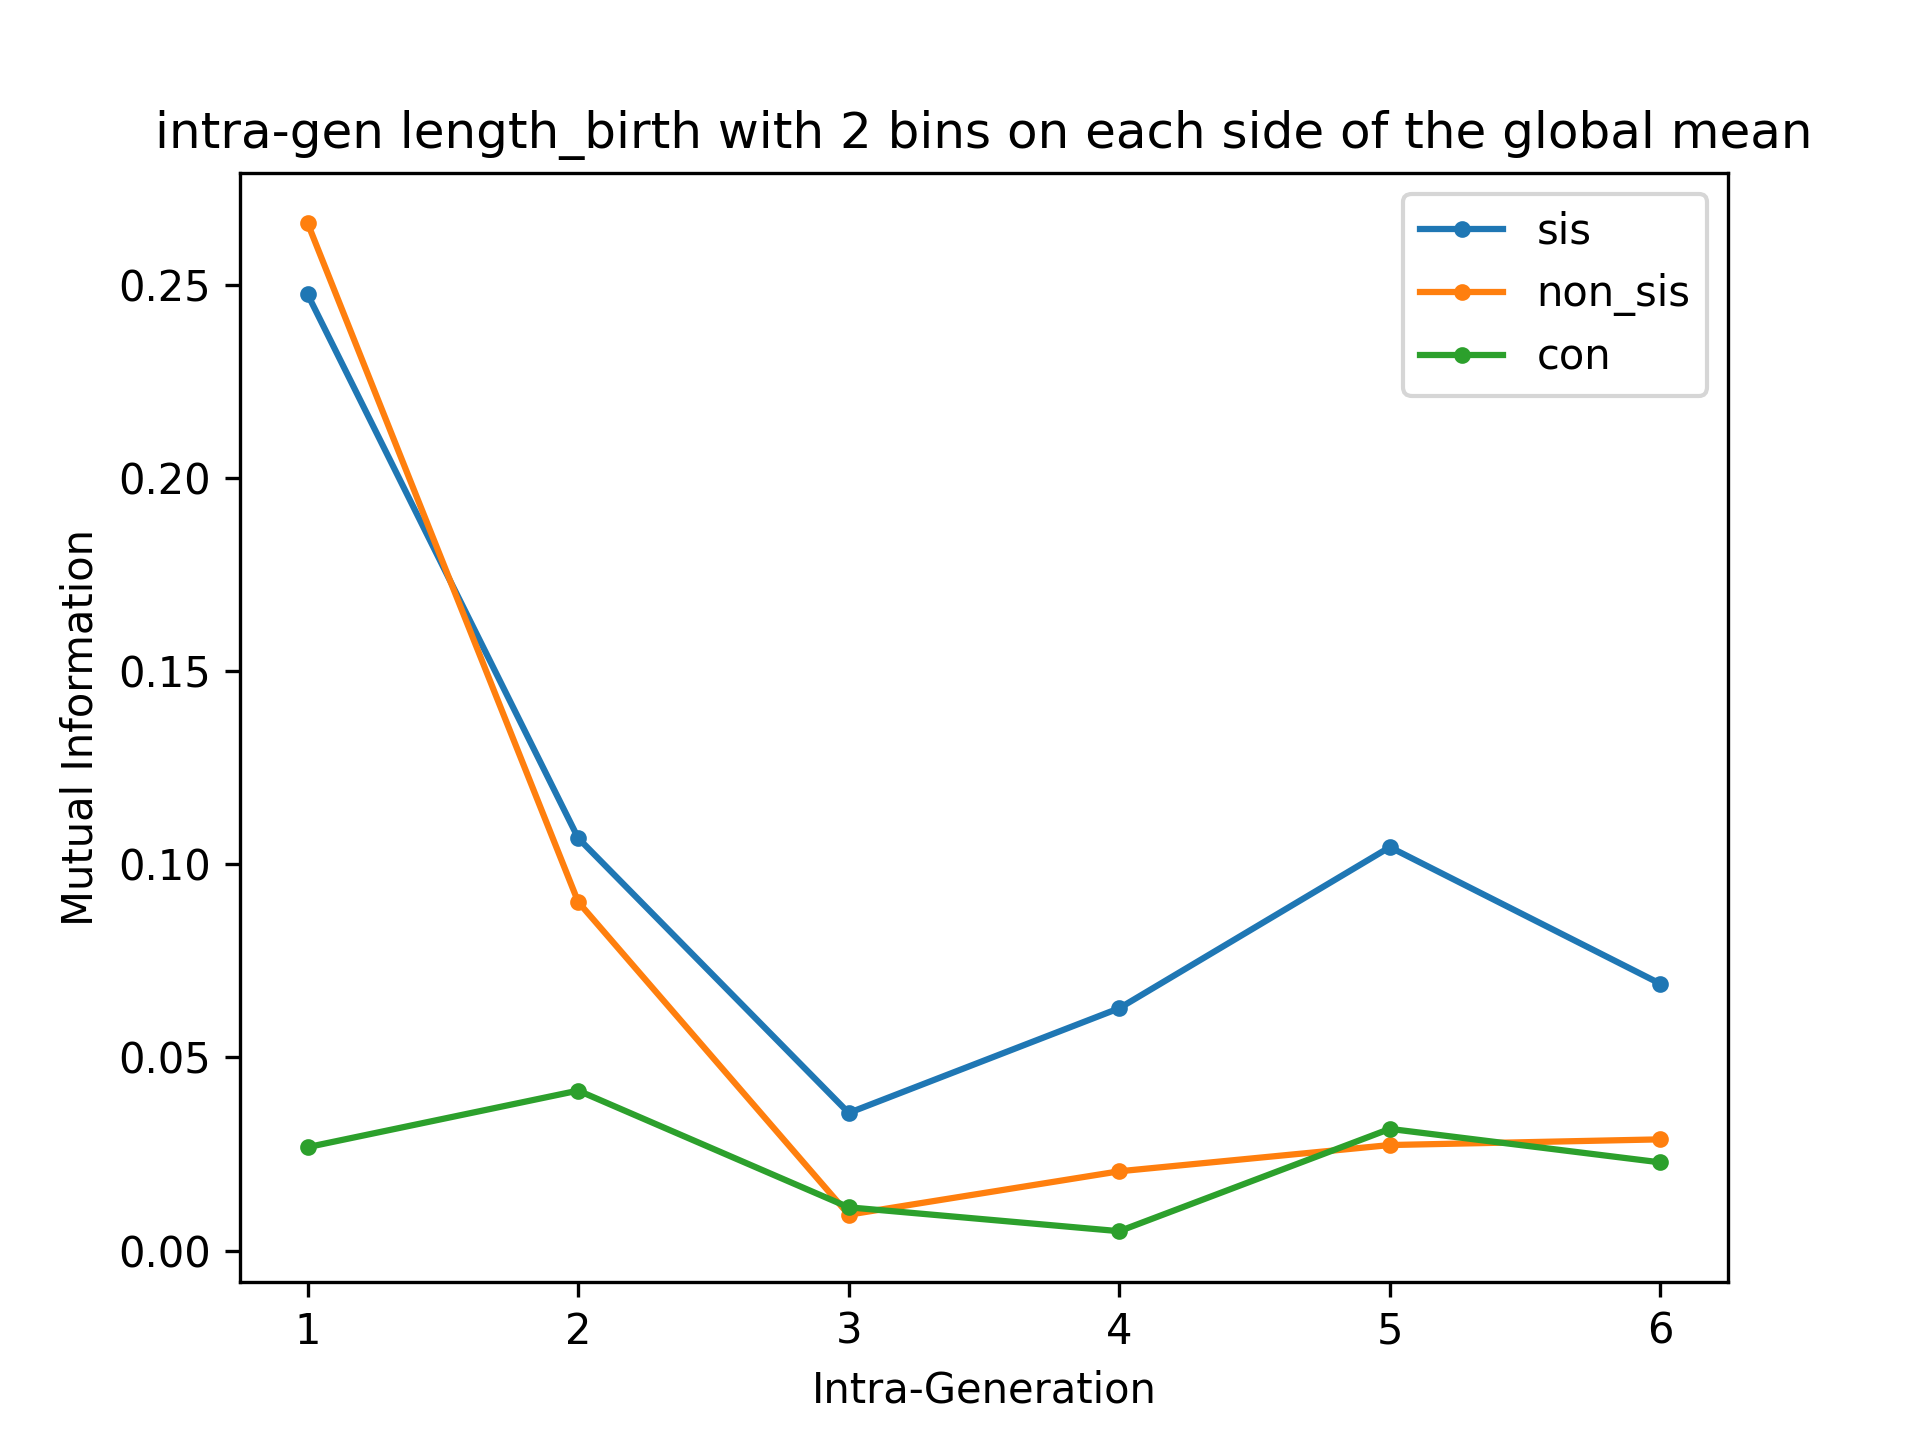 intra-gen length_birth with 2 bins on each side of the global mean
sis
non_sis
con
0.25
0.20
0.15
0.10
0.05
0.00
Mutual Information
1 2 3 4 5 6
Intra-Generation